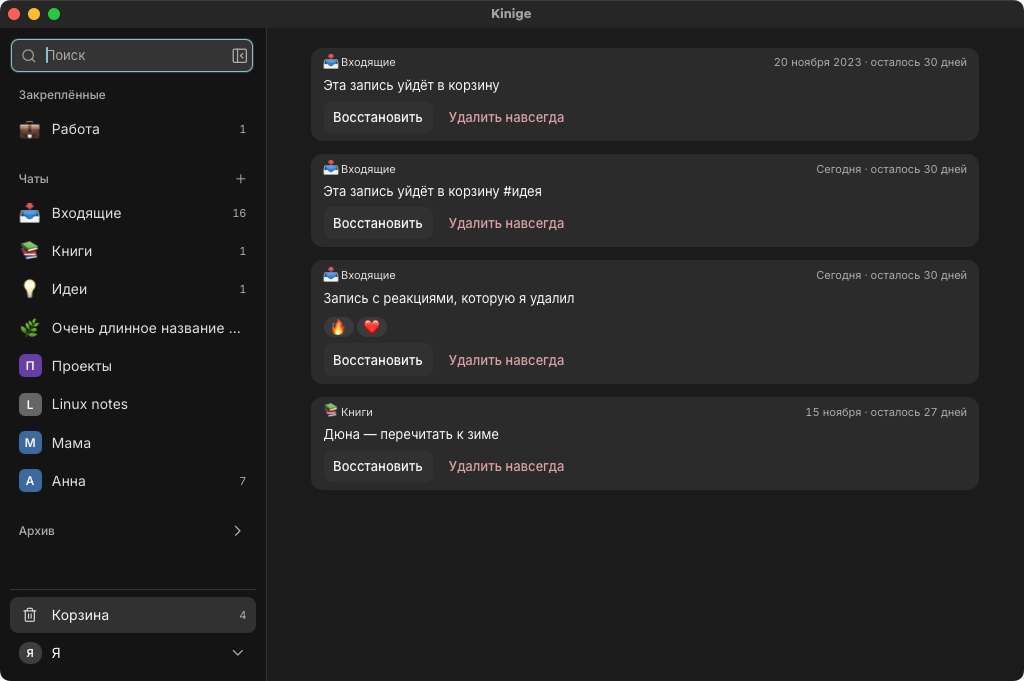 Kinige
Поиск
Закреплённые
Работа 1
Чаты
Входящие 16
Книги 1
Идеи 1
Очень длинное название ...
П Проекты
L Linux notes
М Мама
А Анна 7
Архив
Корзина 4
Я Я
Входящие 20 ноября 2023 · осталось 30 дней
Эта запись уйдёт в корзину
Восстановить Удалить навсегда
Входящие Сегодня · осталось 30 дней
Эта запись уйдёт в корзину #идея
Восстановить Удалить навсегда
Входящие Сегодня · осталось 30 дней
Запись с реакциями, которую я удалил
Восстановить Удалить навсегда
Книги 15 ноября · осталось 27 дней
Дюна — перечитать к зиме
Восстановить Удалить навсегда